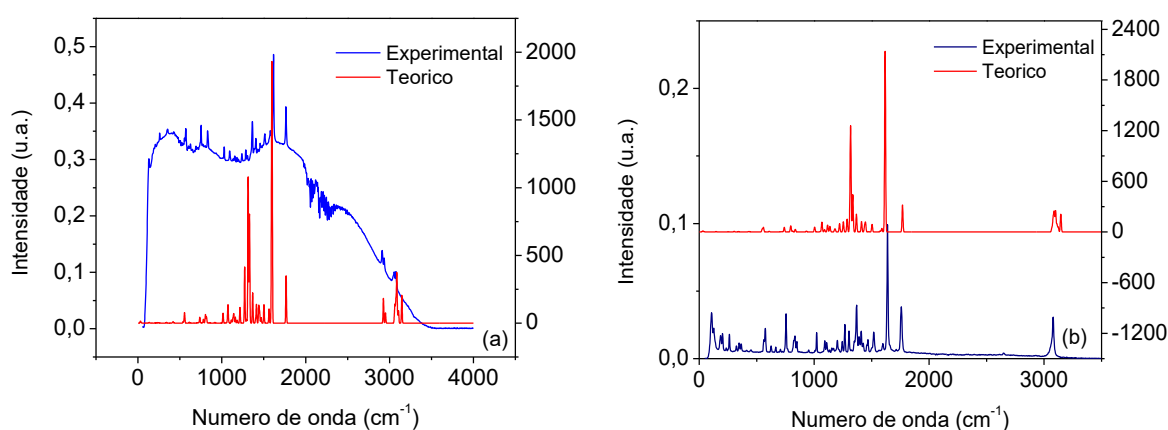 Intensidade (u.a.)
0,5
0,4
0,3
0,2
0,1
0,0
Experimental
Teorico
2000
1500
1000
500
0
(a)
0 1000 2000 3000 4000
Numero de onda (cm-1)
Intensidade (u.a.)
0,2
0,1
0,0
Experimental
Teorico
2400
1800
1200
600
0
-600
-1200
(b)
0 1000 2000 3000
Numero de onda (cm-1)